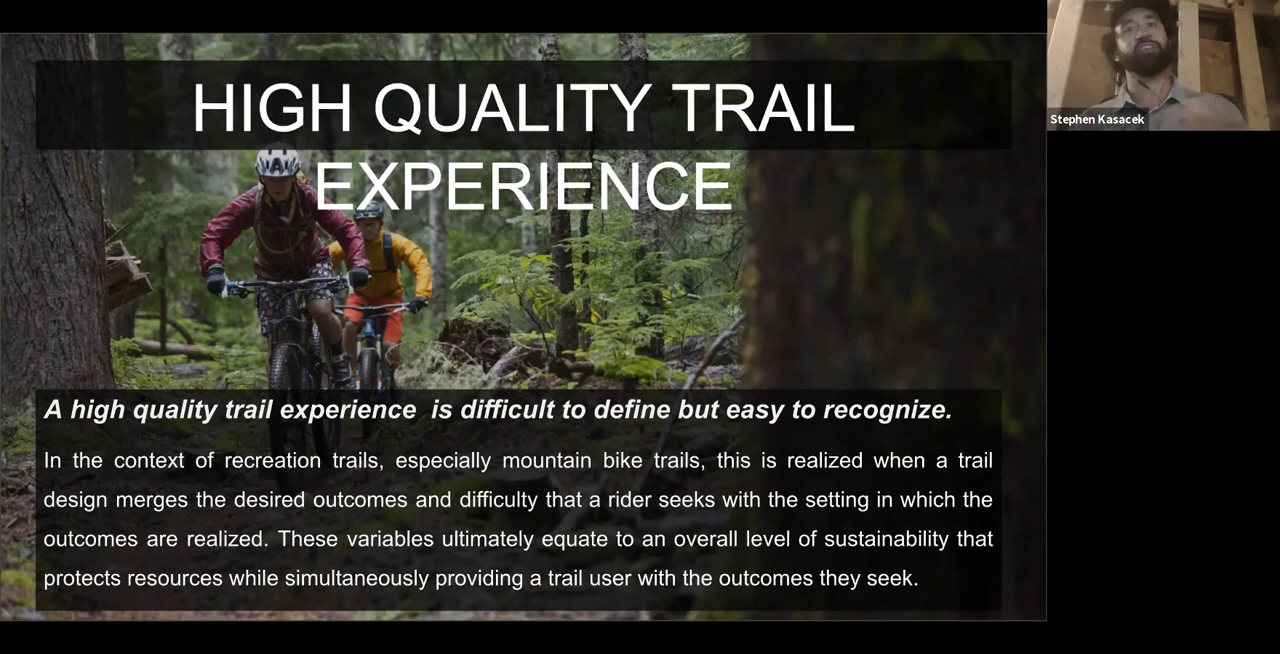 HIGH QUALITY TRAIL
EXPERIENCE
Stephen Kasacek
A high quality trail experience is difficult to define but easy to recognize.
In the context of recreation trails, especially mountain bike trails, this is realized when a trail
design merges the desired outcomes and difficulty that a rider seeks with the setting in which the
outcomes are realized. These variables ultimately equate to an overall level of sustainability that
protects resources while simultaneously providing a trail user with the outcomes they seek.